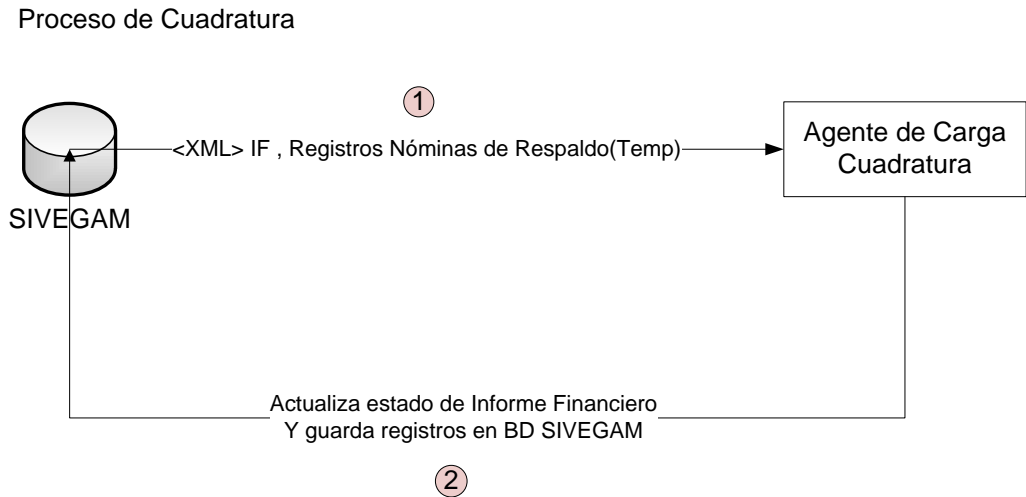 Proceso de Cuadratura
1
<XML> IF , Registros Nóminas de Respaldo(Temp)
Agente de Carga
Cuadratura
SIVEGAM
Actualiza estado de Informe Financiero
Y guarda registros en BD SIVEGAM
2